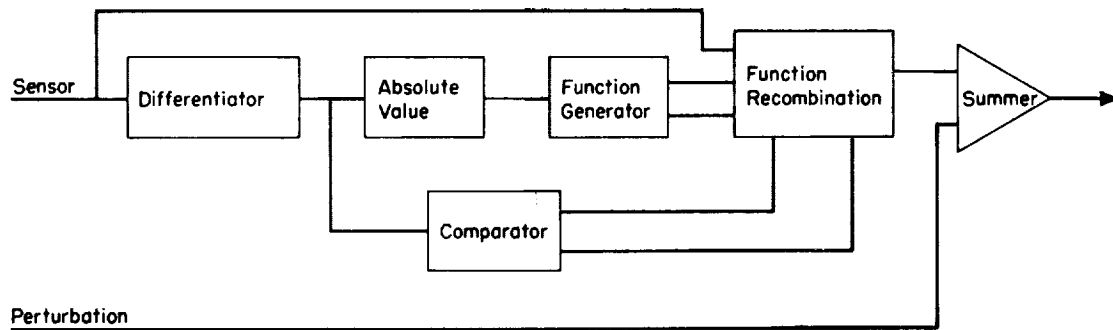 Sensor
Differentiator
Absolute
Value
Function
Generator
Function
Recombination
Summer
Comparator
Perturbation